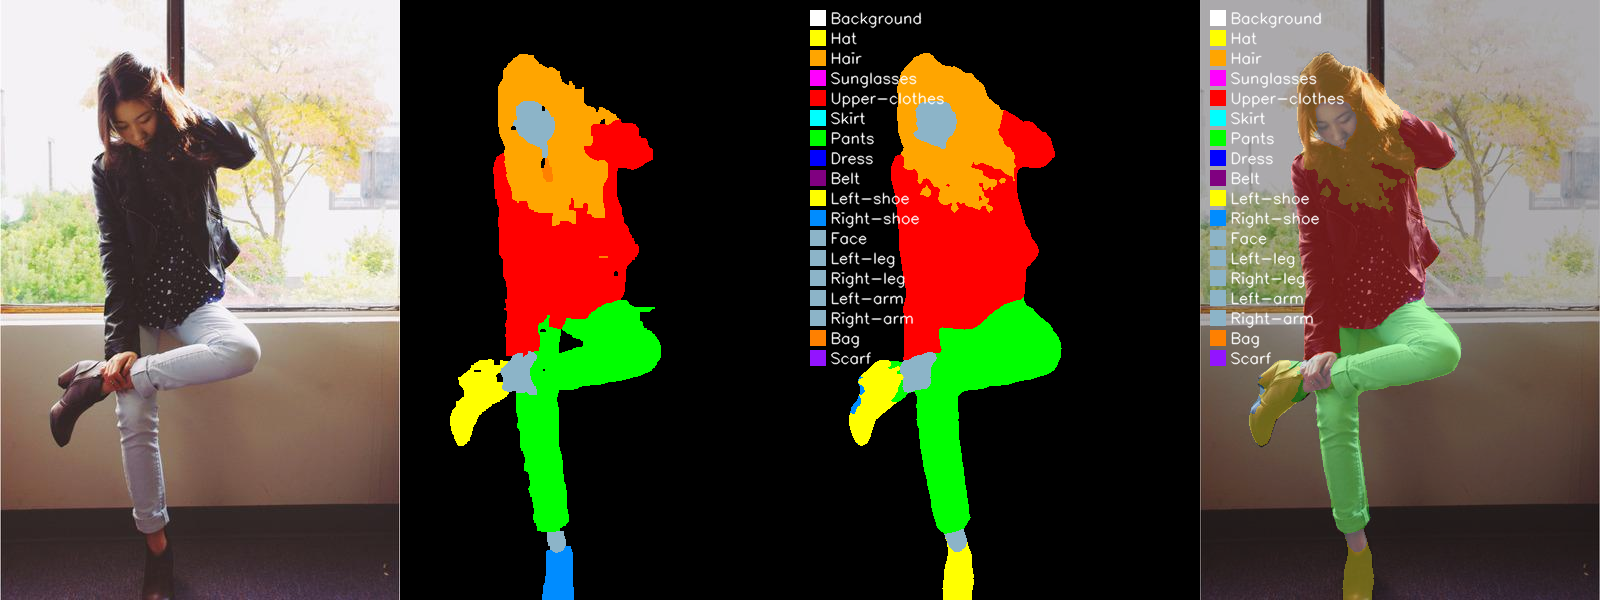 Background
Hat
Hair
Sunglasses
Upper-clothes
Skirt
Pants
Dress
Belt
Left-shoe
Right-shoe
Face
Left-leg
Right-leg
Left-arm
Right-arm
Bag
Scarf
Background
Hat
Hair
Sunglasses
Upper-clothes
Skirt
Pants
Dress
Belt
Left-shoe
Right-shoe
Face
Left-leg
Right-leg
Left-arm
Right-arm
Bag
Scarf